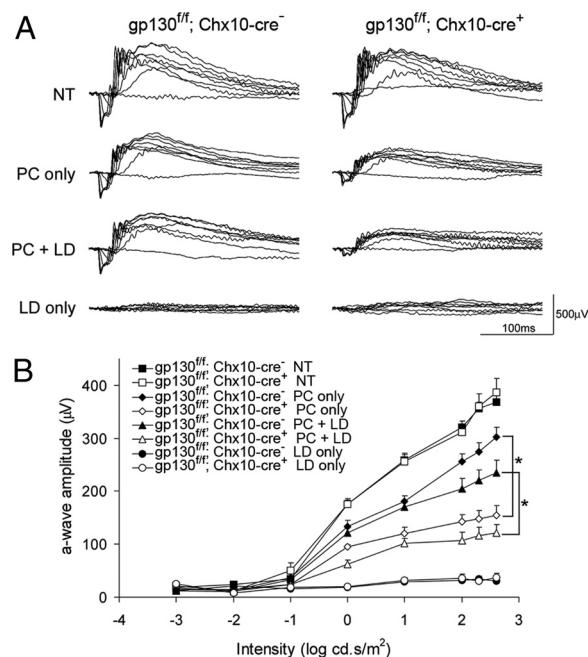 A
gp130f/f; Chx10-cre- gp130f/f; Chx10-cre+
NT
PC only
PC + LD
LD only
500μV
100ms
B
gp130f/f; Chx10-cre- NT
gp130f/f; Chx10-cre+ NT
gp130f/f; Chx10-cre- PC only
gp130f/f; Chx10-cre+ PC only
gp130f/f; Chx10-cre- PC + LD
gp130f/f; Chx10-cre+ PC + LD
gp130f/f; Chx10-cre- LD only
gp130f/f; Chx10-cre+ LD only
a-wave amplitude (μV)
400
300
200
100
0
* *
-4 -3 -2 -1 0 1 2 3
Intensity (log cd.s/m2)